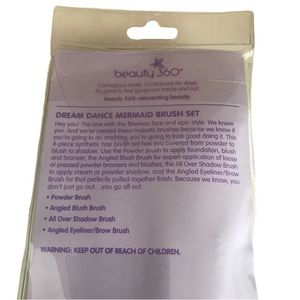 beauty 360®
Contagious smile. Confidence for days.
It's good to feel gorgeous inside and out.
beauty 360: reinventing beauty.
DREAM DANCE MERMAID BRUSH SET
Hey you! The one with the flawless face and epic style. We know
you. And we've created these majestic brushes because we know if
you're going to do anything, you're going to look good doing it. This
4-piece synthetic hair brush set has you covered from powder to
blush to shadow. Use the Powder Brush to apply foundation, blush
and bronzer; the Angled Blush Brush for expert application of loose
or pressed powder bronzers and blushes; the All Over Shadow Brush
to apply cream or powder shadow; and the Angled Eyeliner/Brow
Brush for that perfectly pulled-together finish. Because we know, you
don't just go out...you go all out.
• Powder Brush
• Angled Blush Brush
• All Over Shadow Brush
• Angled Eyeliner/Brow Brush
WARNING: KEEP OUT OF REACH OF CHILDREN.